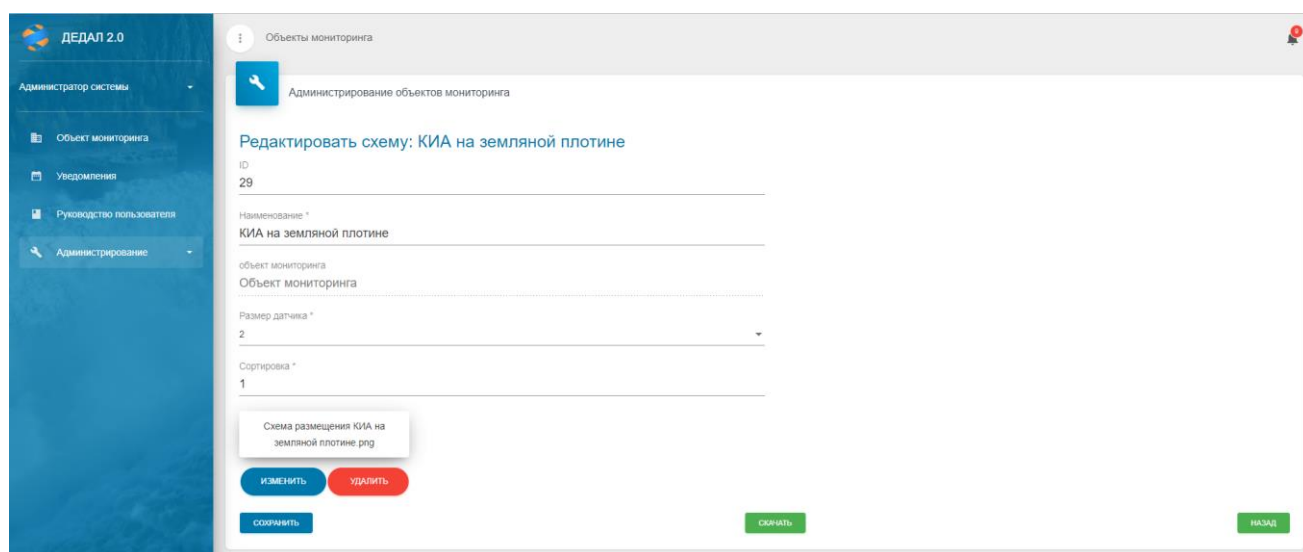 ДЕДАЛ 2.0
Администратор системы
Объект мониторинга
Уведомления
Руководство пользователя
Администрирование
Объекты мониторинга
0
Администрирование объектов мониторинга
Редактировать схему: КИА на земляной плотине
ID
29
Наименование *
КИА на земляной плотине
объект мониторинга
Объект мониторинга
Размер датчика *
2
Сортировка *
1
Схема размещения КИА на
земляной плотине.png
ИЗМЕНИТЬ УДАЛИТЬ
СОХРАНИТЬ СКАЧАТЬ НАЗАД